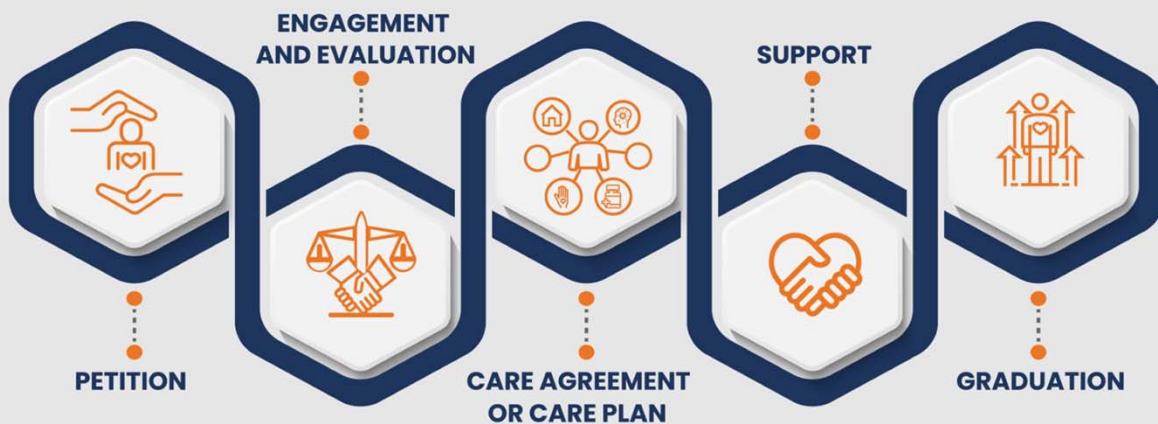 PETITION
ENGAGEMENT
AND EVALUATION
CARE AGREEMENT
OR CARE PLAN
SUPPORT
GRADUATION